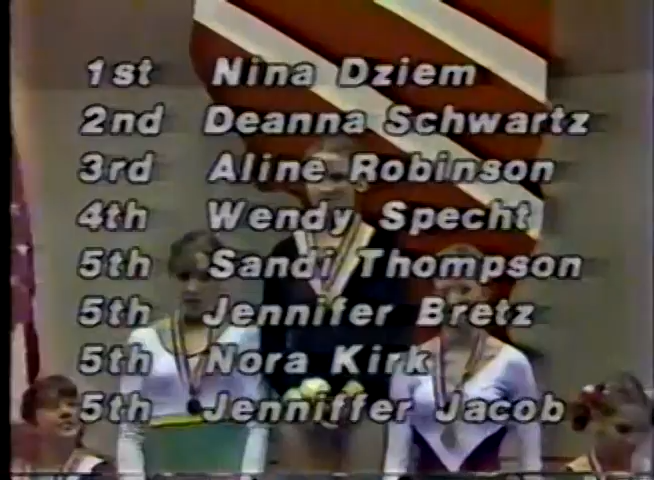 1st Nina Dziem
2nd Deanna Schwartz
3rd Aline Robinson
4th Wendy Specht
5th Sandi Thompson
5th Jennifer Bretz
5th Nora Kirk
5th Jenniffer Jacob